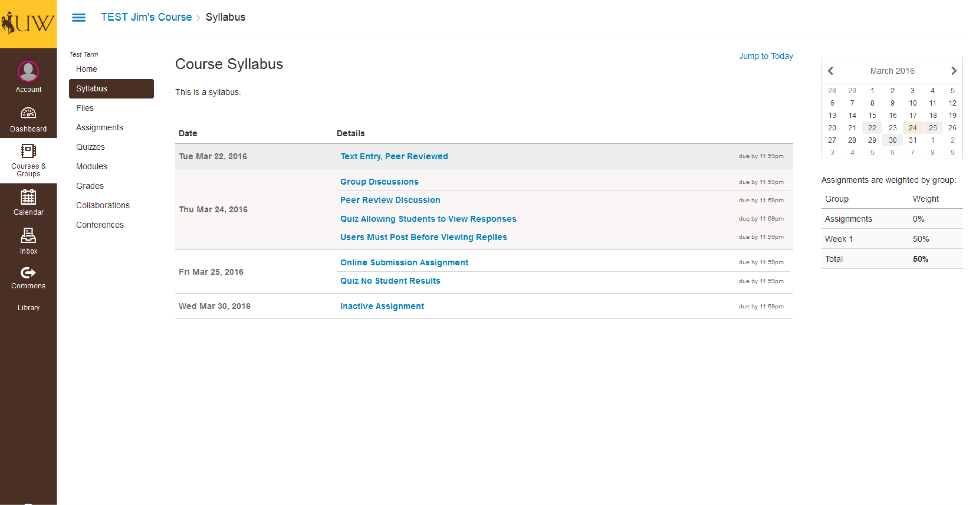 UW
TEST Jim's Course › Syllabus
Account
Dashboard
Courses &
Groups
Calendar
Inbox
Commons
Library
Test Term
Home
Syllabus
Files
Assignments
Quizzes
Modules
Grades
Collaborations
Conferences
Course Syllabus
Jump to Today
This is a syllabus.
Date Details
Tue Mar 22, 2016 Text Entry, Peer Reviewed due by 11:59pm
Thu Mar 24, 2016
Group Discussions due by 11:59pm
Peer Review Discussion due by 11:59pm
Quiz Allowing Students to View Responses due by 11:59pm
Users Must Post Before Viewing Replies due by 11:59pm
Fri Mar 25, 2016
Online Submission Assignment due by 11:59pm
Quiz No Student Results due by 11:59pm
Wed Mar 30, 2016 Inactive Assignment due by 11:59pm
March 2016
28 29 1 2 3 4 5
6 7 8 9 10 11 12
13 14 15 16 17 18 19
20 21 22 23 24 25 26
27 28 29 30 31 1 2
3 4 5 6 7 8 9
Assignments are weighted by group:
Group Weight
Assignments 0%
Week 1 50%
Total 50%